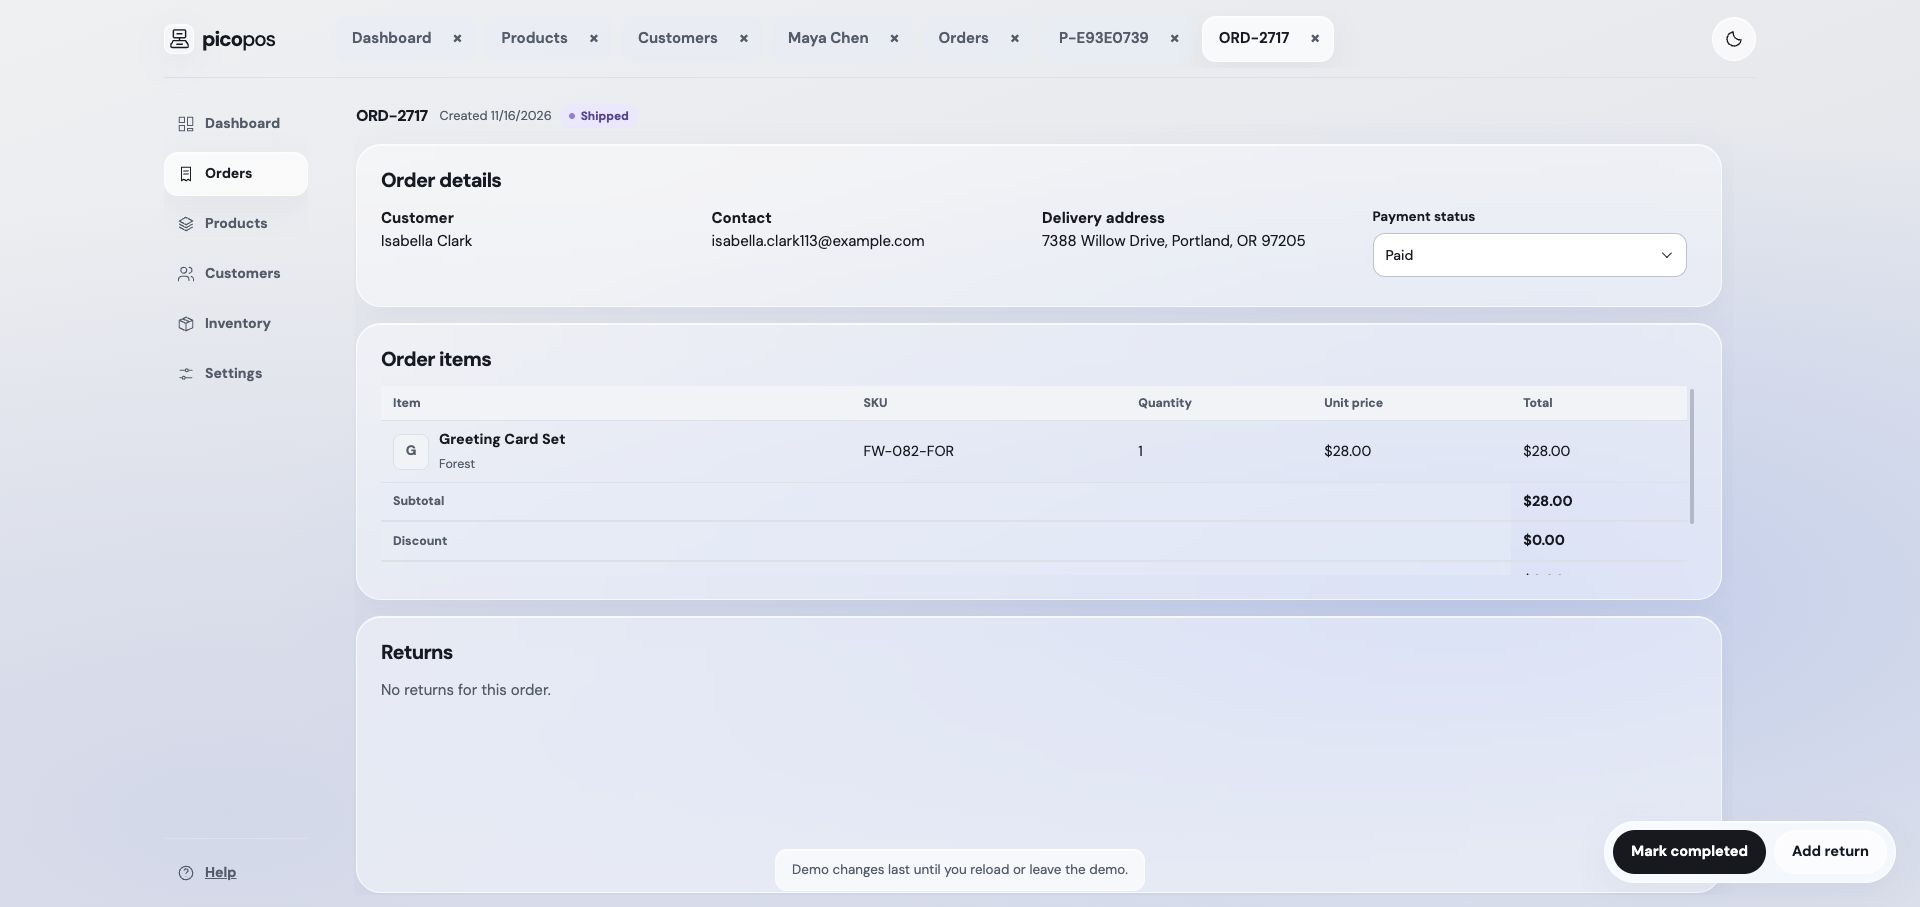 picopos
Dashboard × Products × Customers × Maya Chen × Orders × P-E93E0739 × ORD-2717 ×
Dashboard
Orders
Products
Customers
Inventory
Settings
Help
ORD-2717 Created 11/16/2026 Shipped
Order details
Customer
Isabella Clark
Contact
isabella.clark113@example.com
Delivery address
7388 Willow Drive, Portland, OR 97205
Payment status
Paid
Order items
Item SKU Quantity Unit price Total
G Greeting Card Set FW-082-FOR 1 $28.00 $28.00
Forest
Subtotal $28.00
Discount $0.00
Returns
No returns for this order.
Demo changes last until you reload or leave the demo.
Mark completed Add return